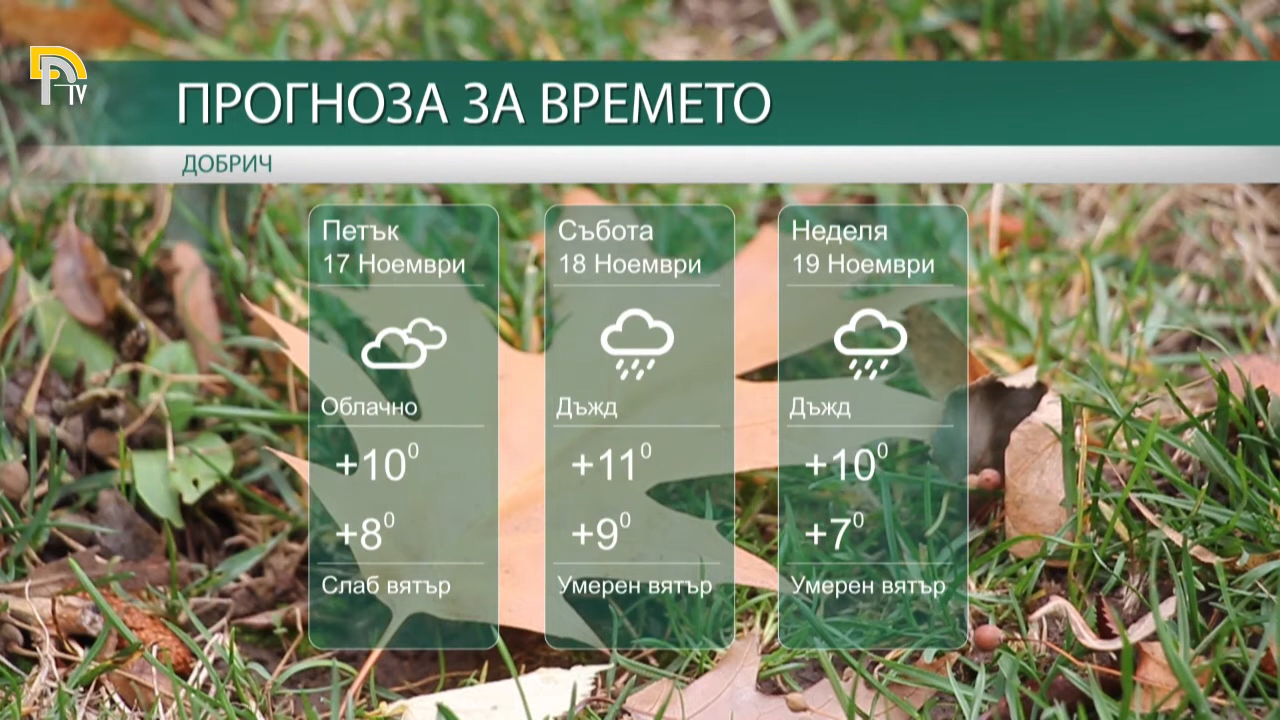 TV
ПРОГНОЗА ЗА ВРЕМЕТО
ДОБРИЧ
Петък
17 Ноември
Облачно
+10⁰
+8⁰
Слаб вятър
Събота
18 Ноември
Дъжд
+11⁰
+9⁰
Умерен вятър
Неделя
19 Ноември
Дъжд
+10⁰
+7⁰
Умерен вятър